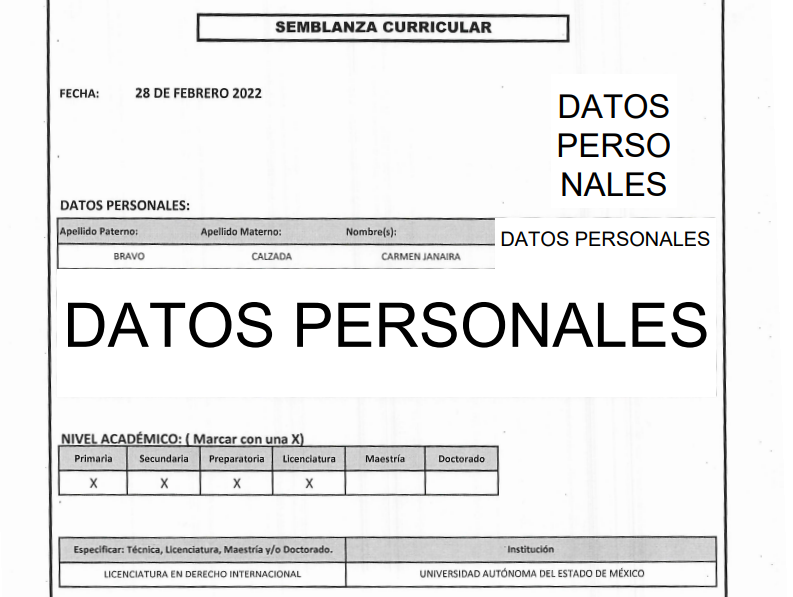 SEMBLANZA CURRICULAR
FECHA: 28 DE FEBRERO 2022
DATOS
PERSO
NALES
DATOS PERSONALES:
Apellido Paterno: Apellido Materno: Nombre(s):
DATOS PERSONALES
BRAVO CALZADA CARMEN JANAIRA
DATOS PERSONALES
NIVEL ACADÉMICO: ( Marcar con una X)
Primaria Secundaria Preparatoria Licenciatura Maestría Doctorado
X X X X
Especificar: Técnica, Licenciatura, Maestría y/o Doctorado. Institución
LICENCIATURA EN DERECHO INTERNACIONAL UNIVERSIDAD AUTÓNOMA DEL ESTADO DE MÉXICO